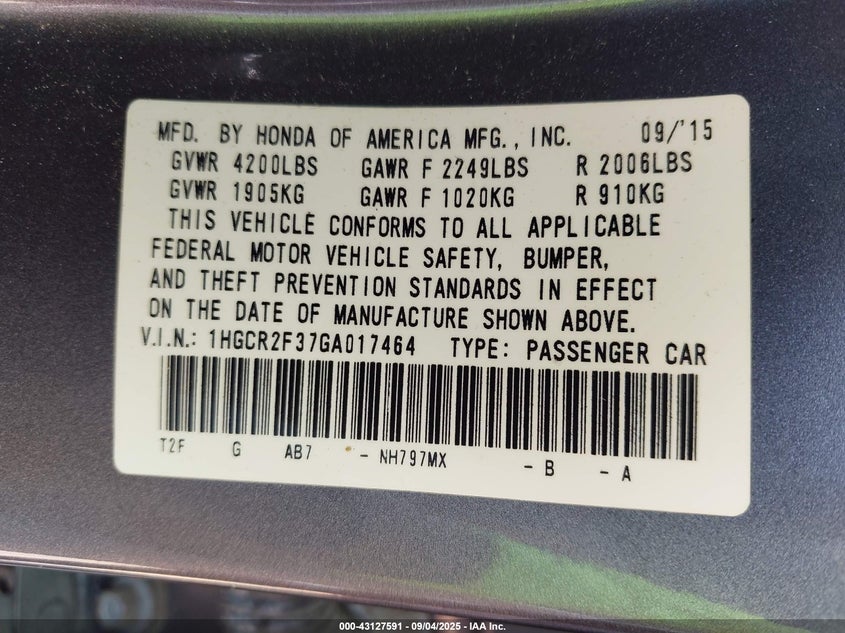 MFD. BY HONDA OF AMERICA MFG., INC. 09/'15
GVWR 4200LBS GAWR F 2249LBS R 2006LBS
GVWR 1905KG GAWR F 1020KG R 910KG
THIS VEHICLE CONFORMS TO ALL APPLICABLE
FEDERAL MOTOR VEHICLE SAFETY, BUMPER,
AND THEFT PREVENTION STANDARDS IN EFFECT
ON THE DATE OF MANUFACTURE SHOWN ABOVE.
V.I.N.: 1HGCR2F37GA017464 TYPE: PASSENGER CAR
T2F G AB7 - NH797MX - B - A
000-43127591 - 09/04/2025 - IAA Inc.